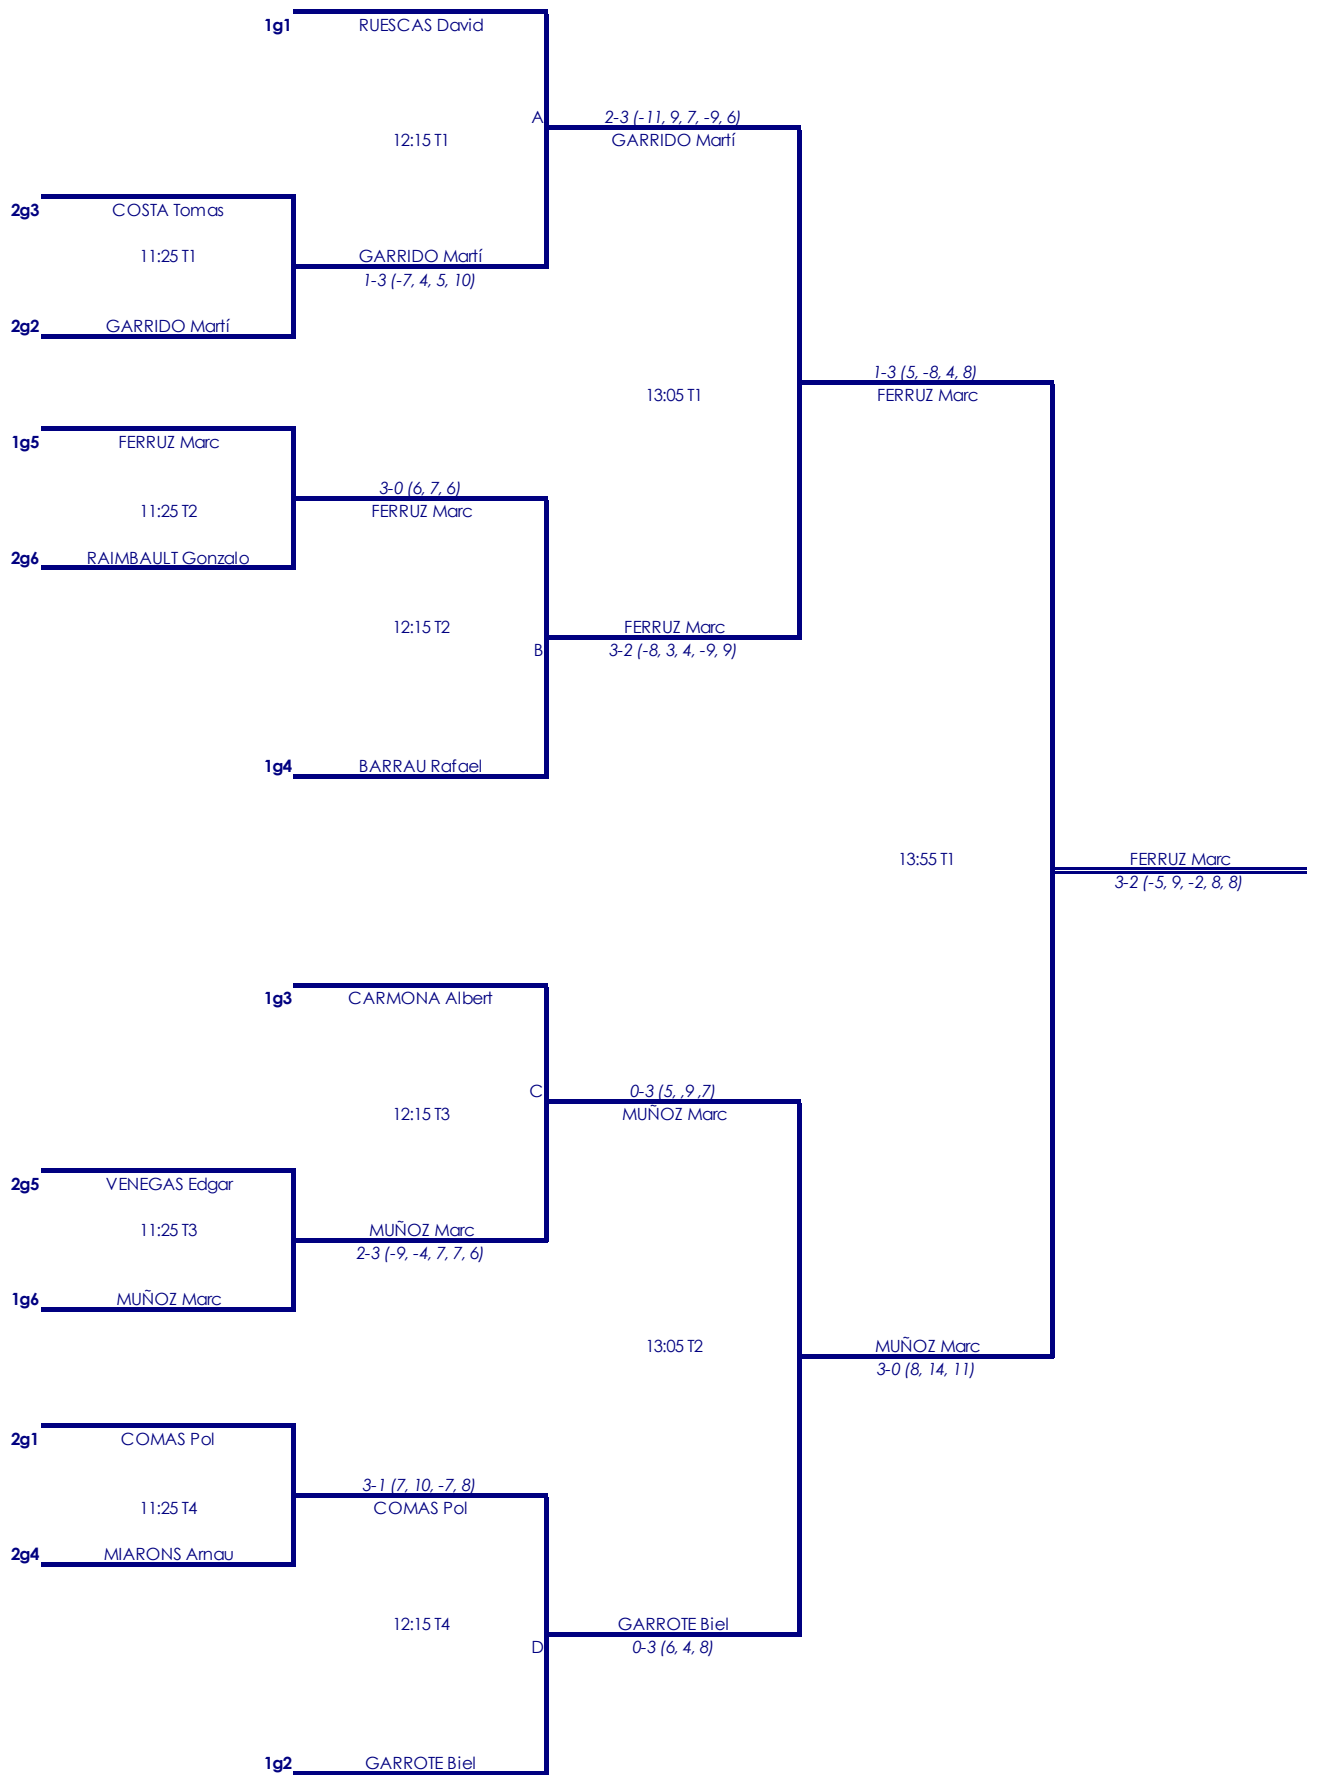 1g1 RUESCAS David
A 2-3 (-11, 9, 7, -9, 6)
12:15 T1 GARRIDO Martí
2g3 COSTA Tomas
11:25 T1 GARRIDO Martí
1-3 (-7, 4, 5, 10)
2g2 GARRIDO Martí
1-3 (5, -8, 4, 8)
13:05 T1 FERRUZ Marc
1g5 FERRUZ Marc
3-0 (6, 7, 6)
11:25 T2 FERRUZ Marc
2g6 RAIMBAULT Gonzalo
12:15 T2 FERRUZ Marc
B 3-2 (-8, 3, 4, -9, 9)
1g4 BARRAU Rafael
13:55 T1 FERRUZ Marc
3-2 (-5, 9, -2, 8, 8)
1g3 CARMONA Albert
C 0-3 (5, ,9 ,7)
12:15 T3 MUÑOZ Marc
2g5 VENEGAS Edgar
11:25 T3 MUÑOZ Marc
2-3 (-9, -4, 7, 7, 6)
1g6 MUÑOZ Marc
13:05 T2 MUÑOZ Marc
3-0 (8, 14, 11)
2g1 COMAS Pol
3-1 (7, 10, -7, 8)
11:25 T4 COMAS Pol
2g4 MIARONS Arnau
12:15 T4 GARROTE Biel
D 0-3 (6, 4, 8)
1g2 GARROTE Biel